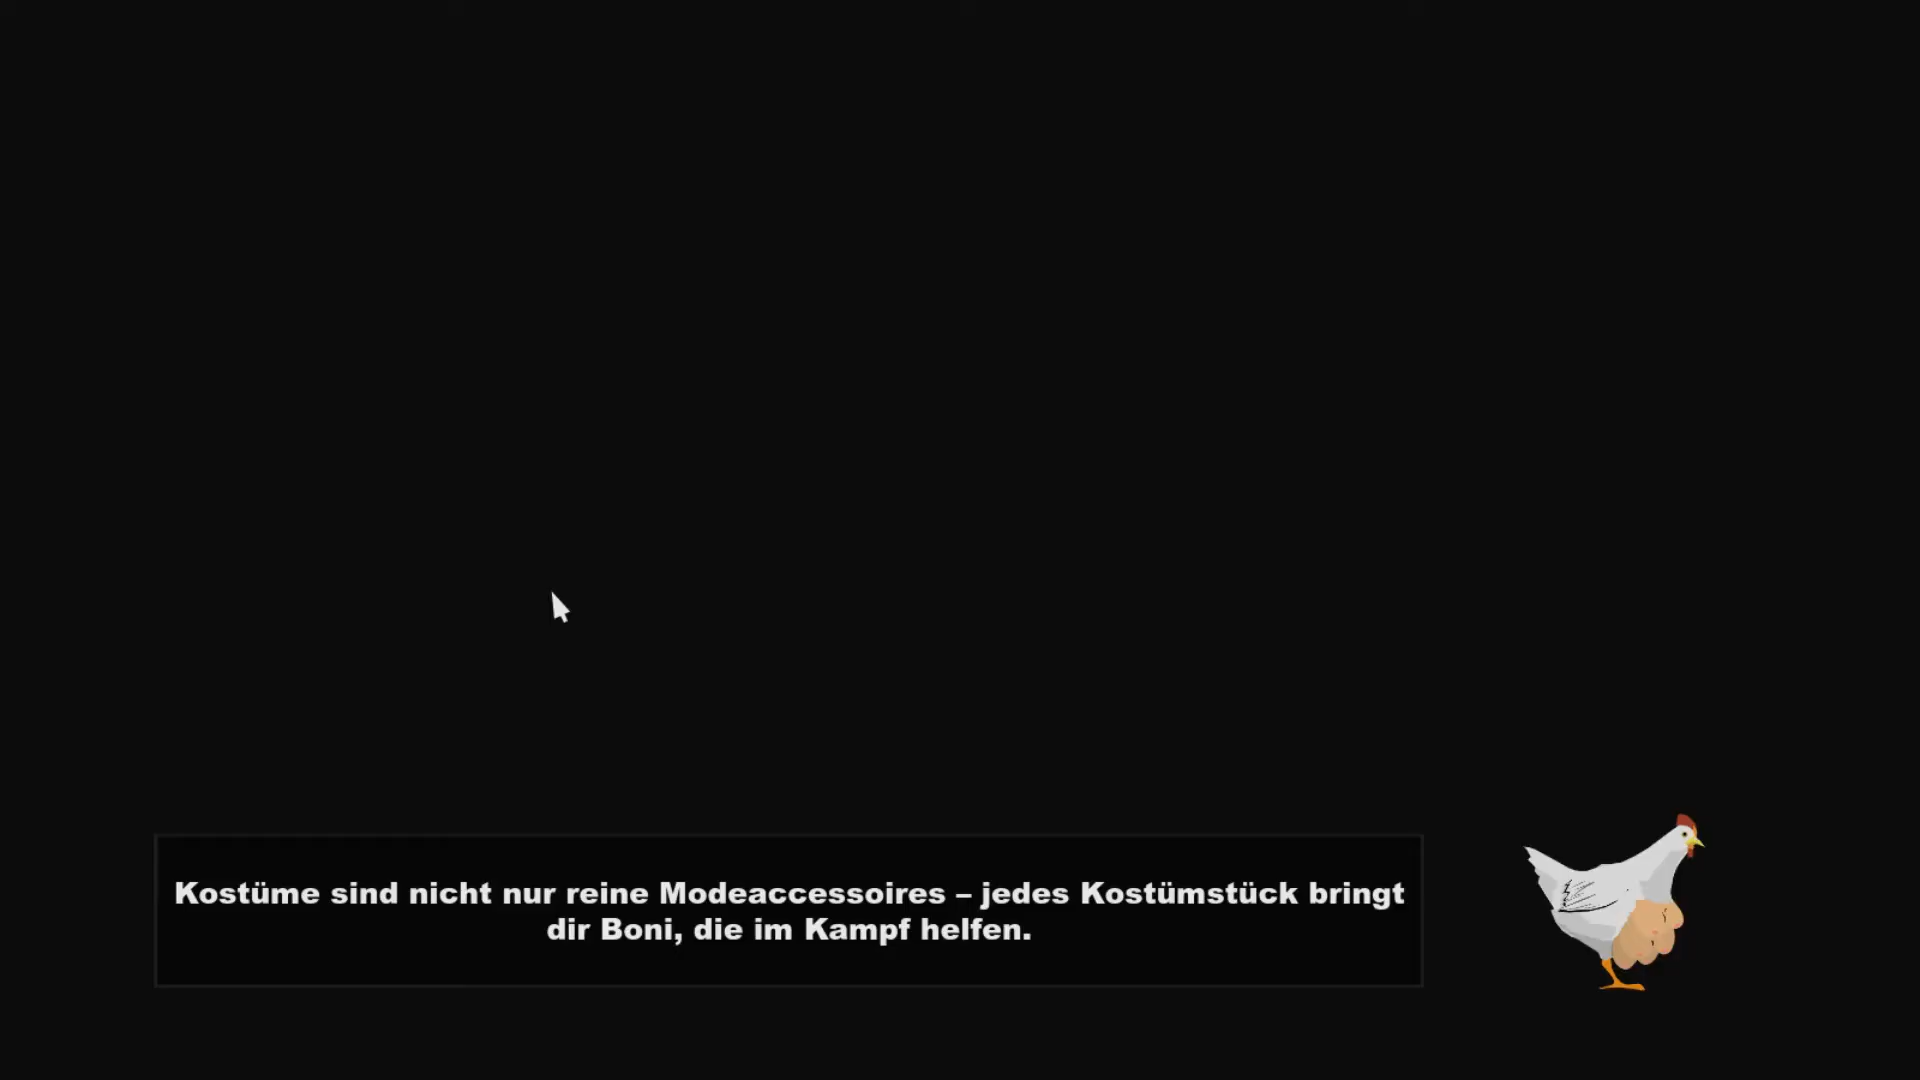 Kostüme sind nicht nur reine Modeaccessoires – jedes Kostümstück bringt
dir Boni, die im Kampf helfen.